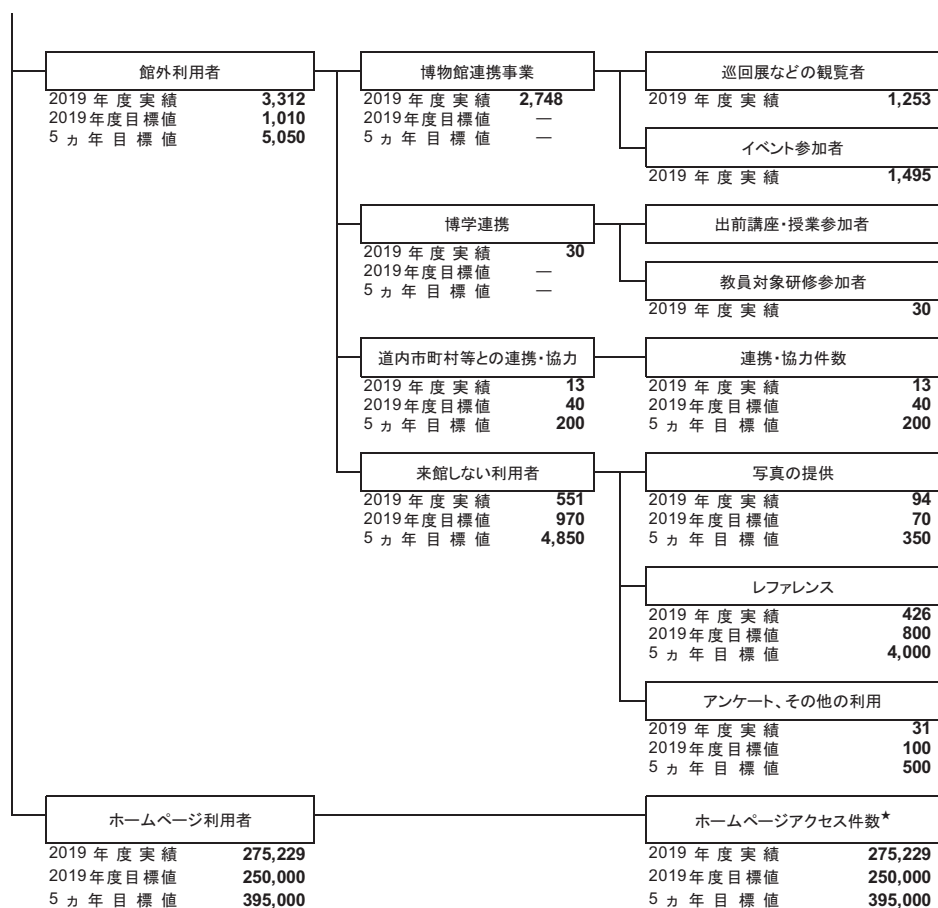 館外利用者
2019 年 度 実 績 3,312
2019年度目標値 1,010
5 ヵ 年 目 標 値 5,050
博物館連携事業
2019 年 度 実 績 2,748
2019年度目標値 —
5 ヵ 年 目 標 値 —
巡回展などの観覧者
2019 年 度 実 績 1,253
イベント参加者
2019 年 度 実 績 1,495
博学連携
2019 年 度 実 績 30
2019年度目標値 —
5 ヵ 年 目 標 値 —
出前講座・授業参加者
教員対象研修参加者
2019 年 度 実 績 30
道内市町村等との連携・協力
2019 年 度 実 績 13
2019年度目標値 40
5 ヵ 年 目 標 値 200
連携・協力件数
2019 年 度 実 績 13
2019年度目標値 40
5 ヵ 年 目 標 値 200
来館しない利用者
2019 年 度 実 績 551
2019年度目標値 970
5 ヵ 年 目 標 値 4,850
写真の提供
2019 年 度 実 績 94
2019年度目標値 70
5 ヵ 年 目 標 値 350
レファレンス
2019 年 度 実 績 426
2019年度目標値 800
5 ヵ 年 目 標 値 4,000
アンケート、その他の利用
2019 年 度 実 績 31
2019年度目標値 100
5 ヵ 年 目 標 値 500
ホームページ利用者
2019 年 度 実 績 275,229
2019年度目標値 250,000
5 ヵ 年 目 標 値 395,000
ホームページアクセス件数★
2019 年 度 実 績 275,229
2019年度目標値 250,000
5 ヵ 年 目 標 値 395,000